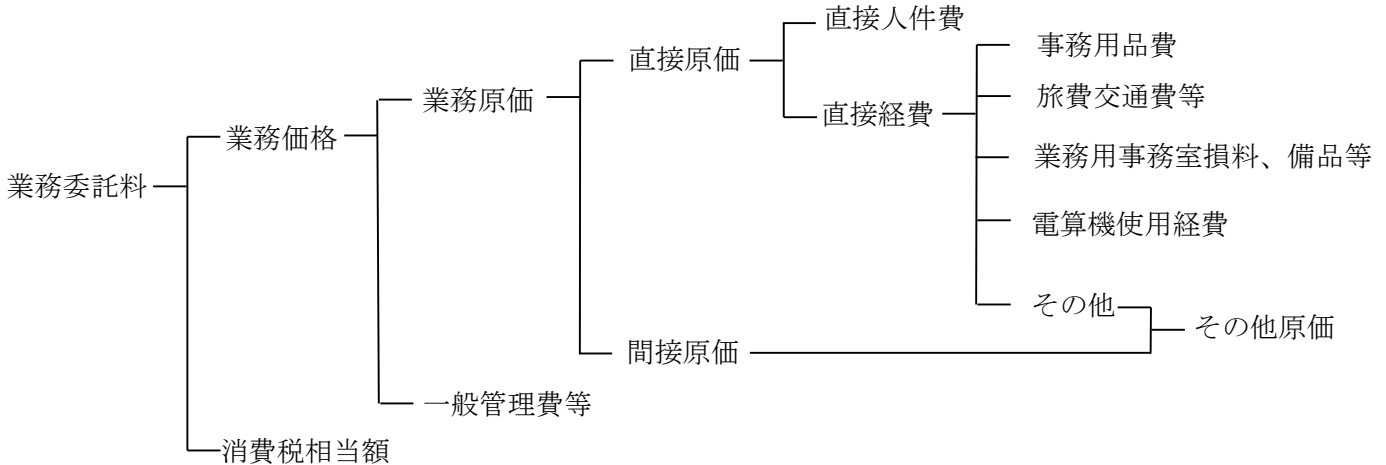 直接人件費
事務用品費
直接原価
旅費交通費等
業務原価
直接経費
業務価格
業務用事務室損料、備品等
業務委託料
電算機使用経費
その他
その他原価
間接原価
一般管理費等
消費税相当額